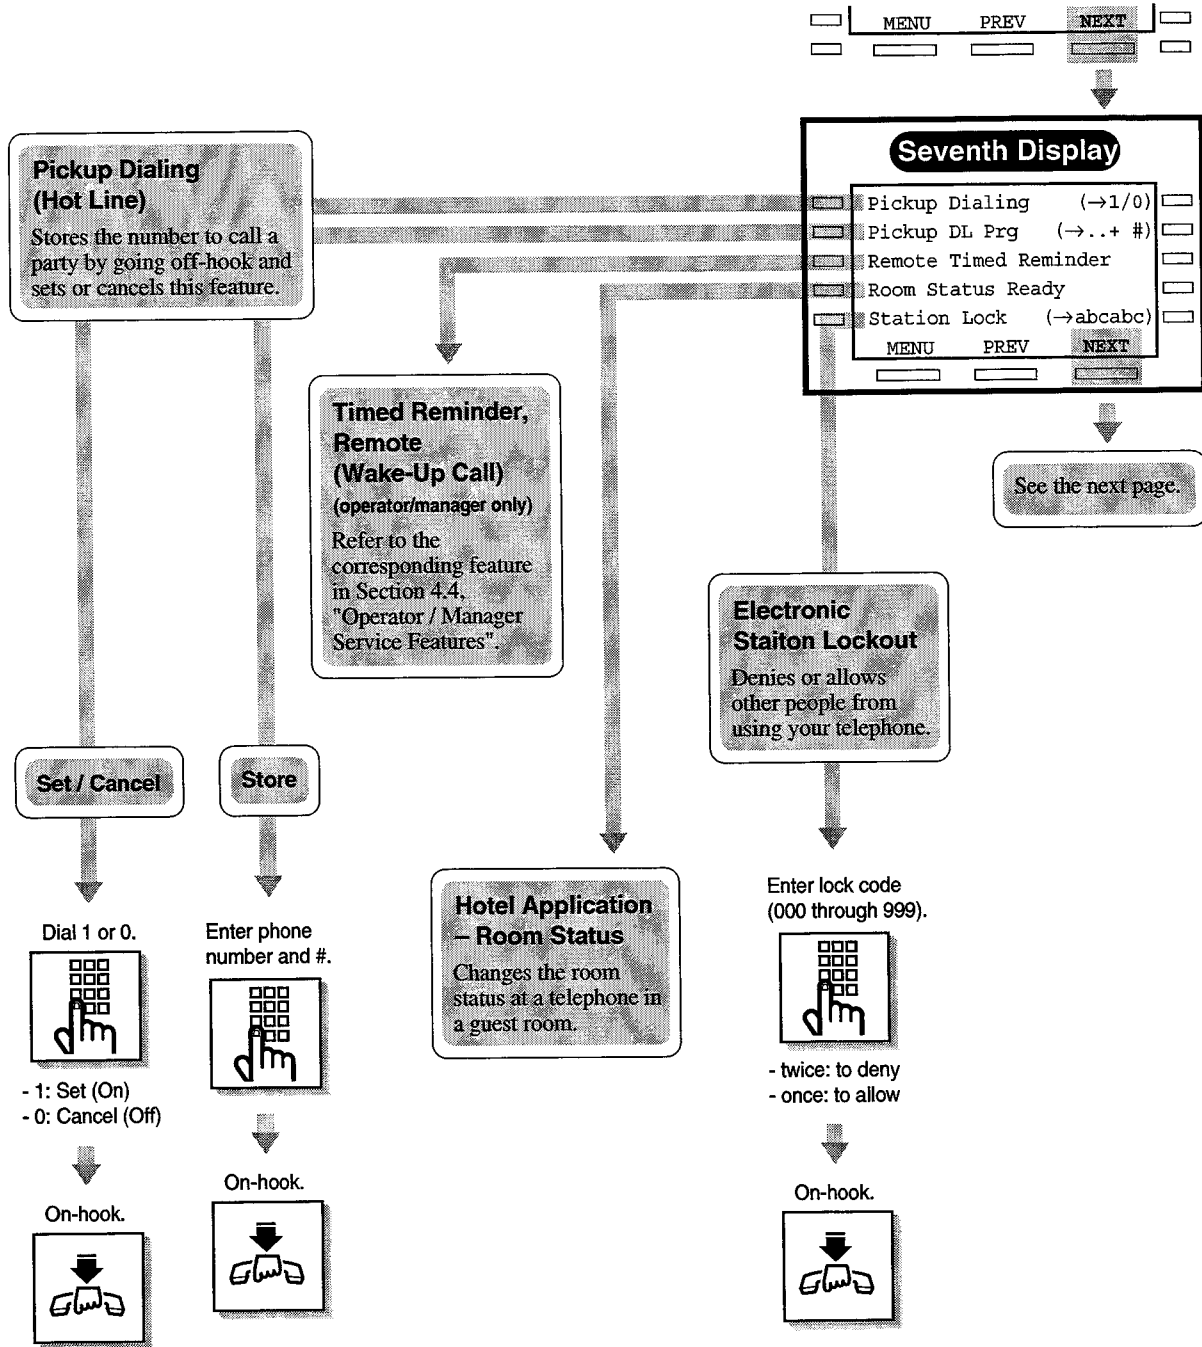 MENU PREV NEXT
Seventh Display
Pickup Dialing (→1/0)
Pickup DL Prg (→..+ #)
Remote Timed Reminder
Room Status Ready
Station Lock (→abcabc)
MENU PREV NEXT
See the next page.
Pickup Dialing
(Hot Line)
Stores the number to call a
party by going off-hook and
sets or cancels this feature.
Timed Reminder,
Remote
(Wake-Up Call)
(operator/manager only)
Refer to the
corresponding feature
in Section 4.4,
"Operator / Manager
Service Features".
Electronic
Staiton Lockout
Denies or allows
other people from
using your telephone.
Set / Cancel
Store
Hotel Application
– Room Status
Changes the room
status at a telephone in
a guest room.
Dial 1 or 0.
- 1: Set (On)
- 0: Cancel (Off)
On-hook.
Enter phone
number and #.
On-hook.
Enter lock code
(000 through 999).
- twice: to deny
- once: to allow
On-hook.